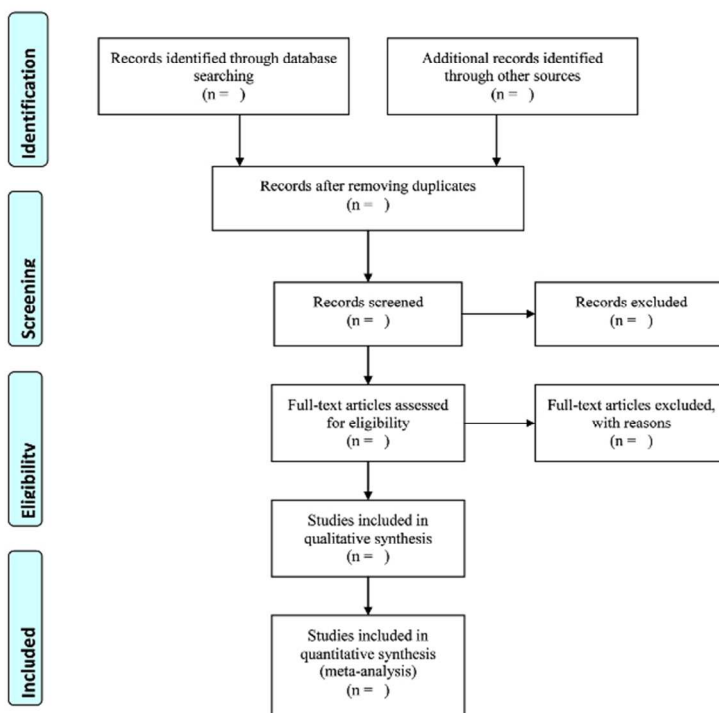 Identification
Records identified through database
searching
(n =   )
Additional records identified
through other sources
(n =   )
Records after removing duplicates
(n =   )
Screening
Records screened
(n =   )
Records excluded
(n =   )
Eligibility
Full-text articles assessed
for eligibility
(n =   )
Full-text articles excluded,
with reasons
(n =   )
Studies included in
qualitative synthesis
(n =   )
Included
Studies included in
quantitative synthesis
(meta-analysis)
(n =   )